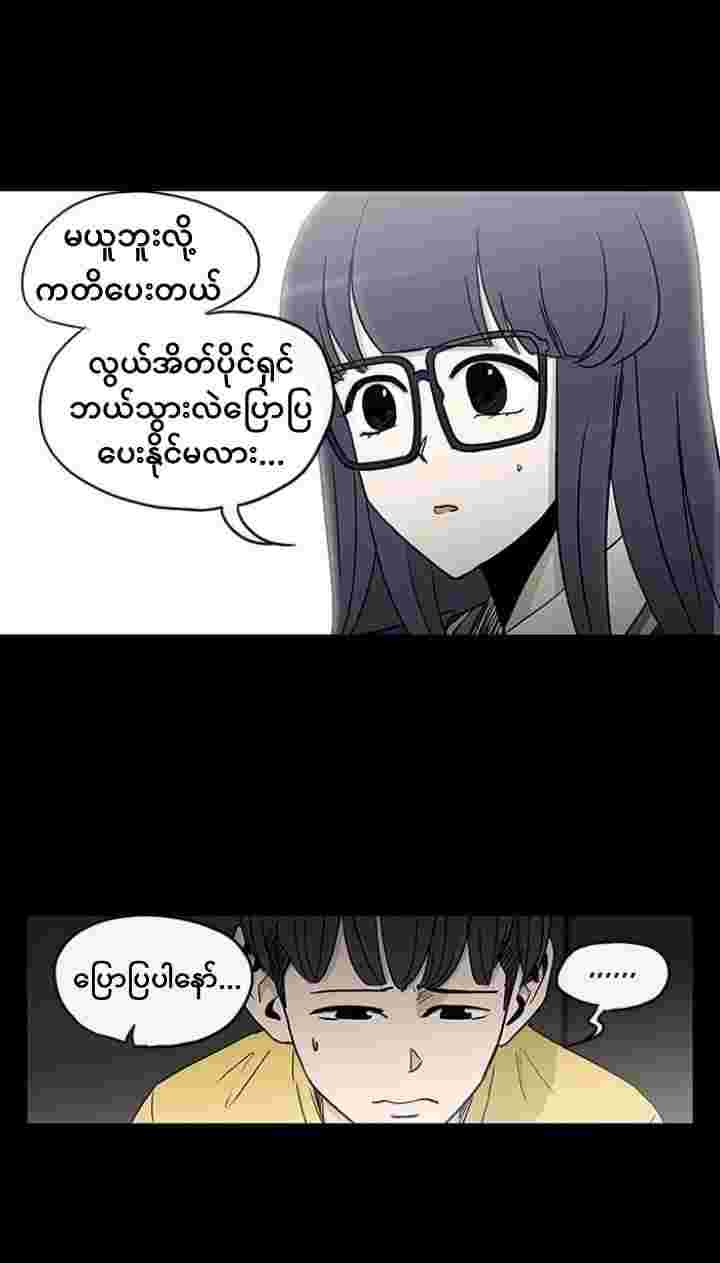 မယူဘူးလို့
ကတိပေးတယ်
လွယ်အိတ်ပိုင်ရှင်
ဘယ်သွားလဲပြောပြ
ပေးနိုင်မလား...
ပြောပြပါနော်...
......